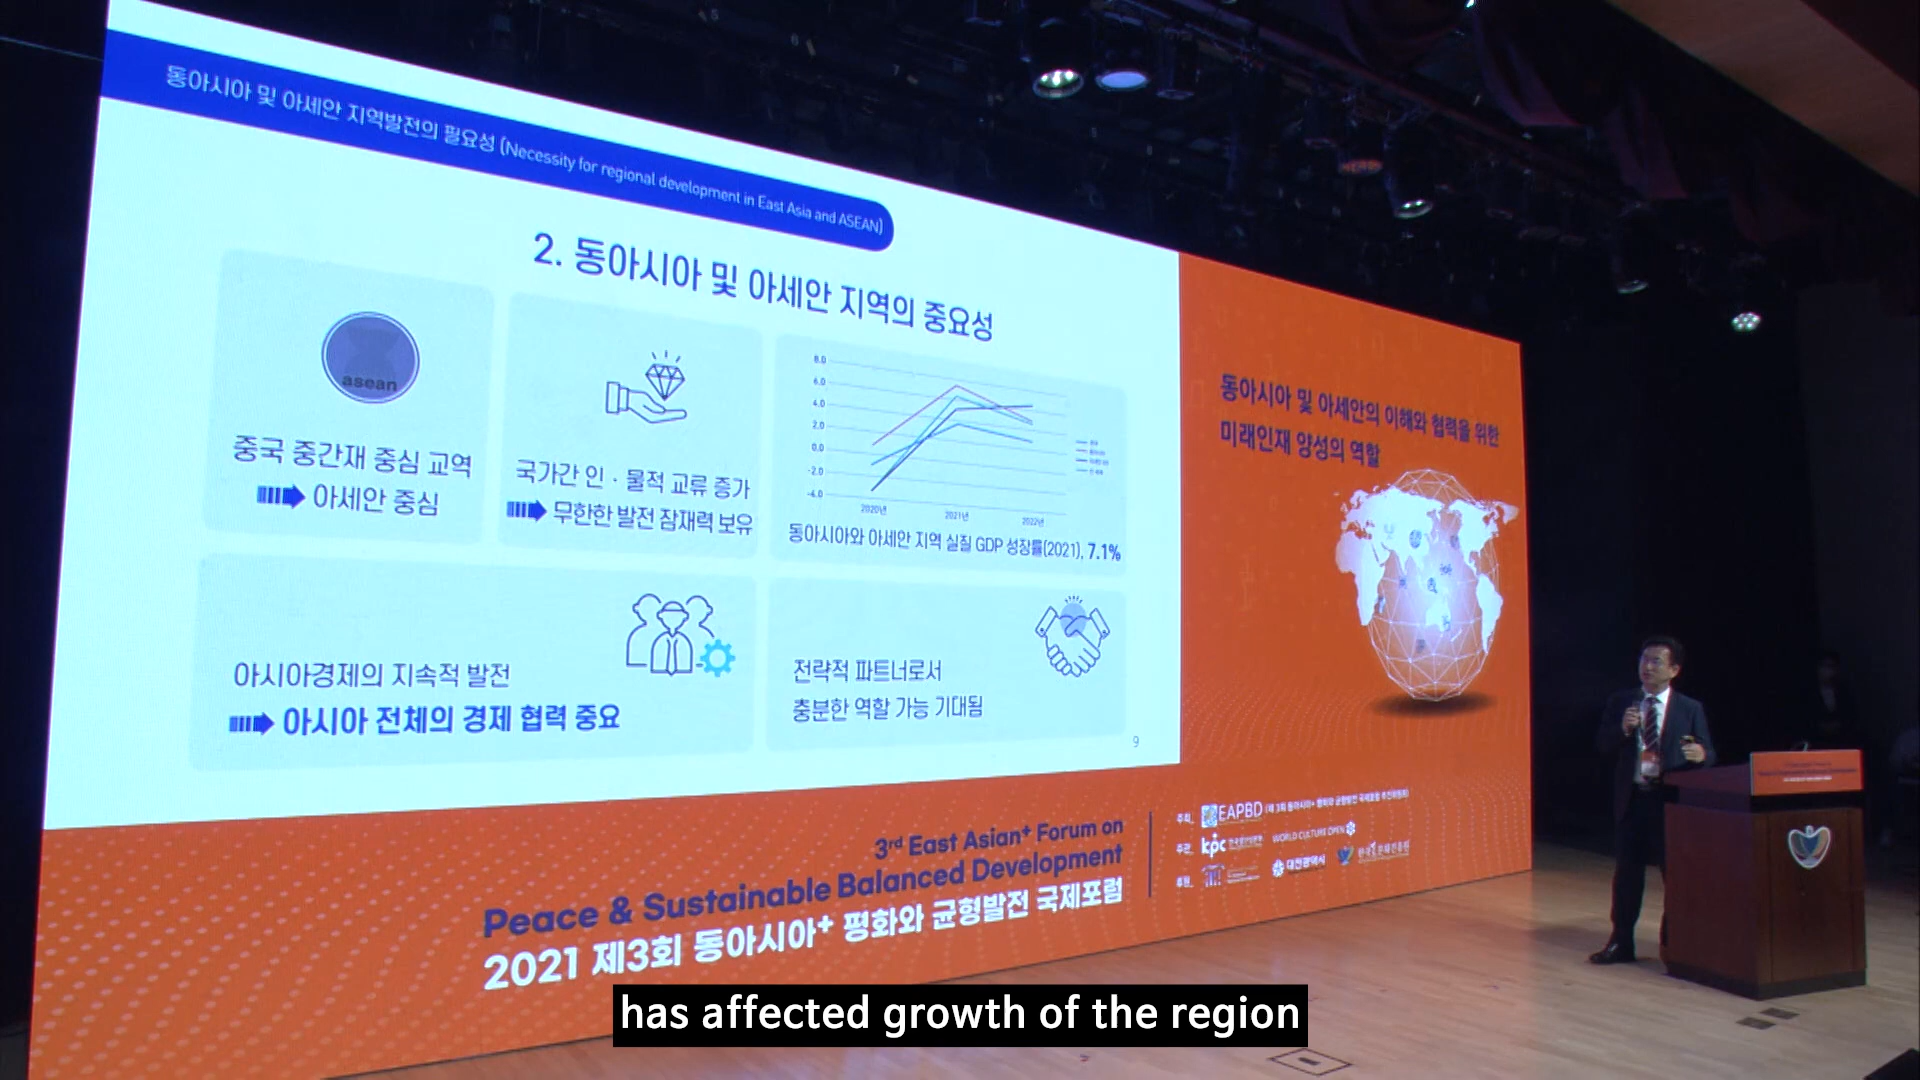 동아시아 및 아세안 지역발전의 필요성 (Necessity for regional development in East Asia and ASEAN)
2. 동아시아 및 아세안 지역의 중요성
asean
중국 중간재 중심 교역
아세안 중심
국가간 인 · 물적 교류 증가
무한한 발전 잠재력 보유
8.0
6.0
4.0
2.0
0.0
-2.0
-4.0
2020년
2021년
2022년
동아시아와 아세안 지역 실질 GDP 성장률(2021), 7.1%
아시아경제의 지속적 발전
아시아 전체의 경제 협력 중요
전략적 파트너로서
충분한 역할 가능 기대됨
9
동아시아 및 아세안의 이해와 협력을 위한
미래인재 양성의 역할
3rd East Asian+ Forum on
Peace & Sustainable Balanced Development
2021 제3회 동아시아+ 평화와 균형발전 국제포럼
주최_ EAPBD (제 3회 동아시아+ 평화와 균형발전 국제포럼 추진위원회)
주관_ kpc WORLD CULTURE OPEN
후원_ 대전광역시
has affected growth of the region